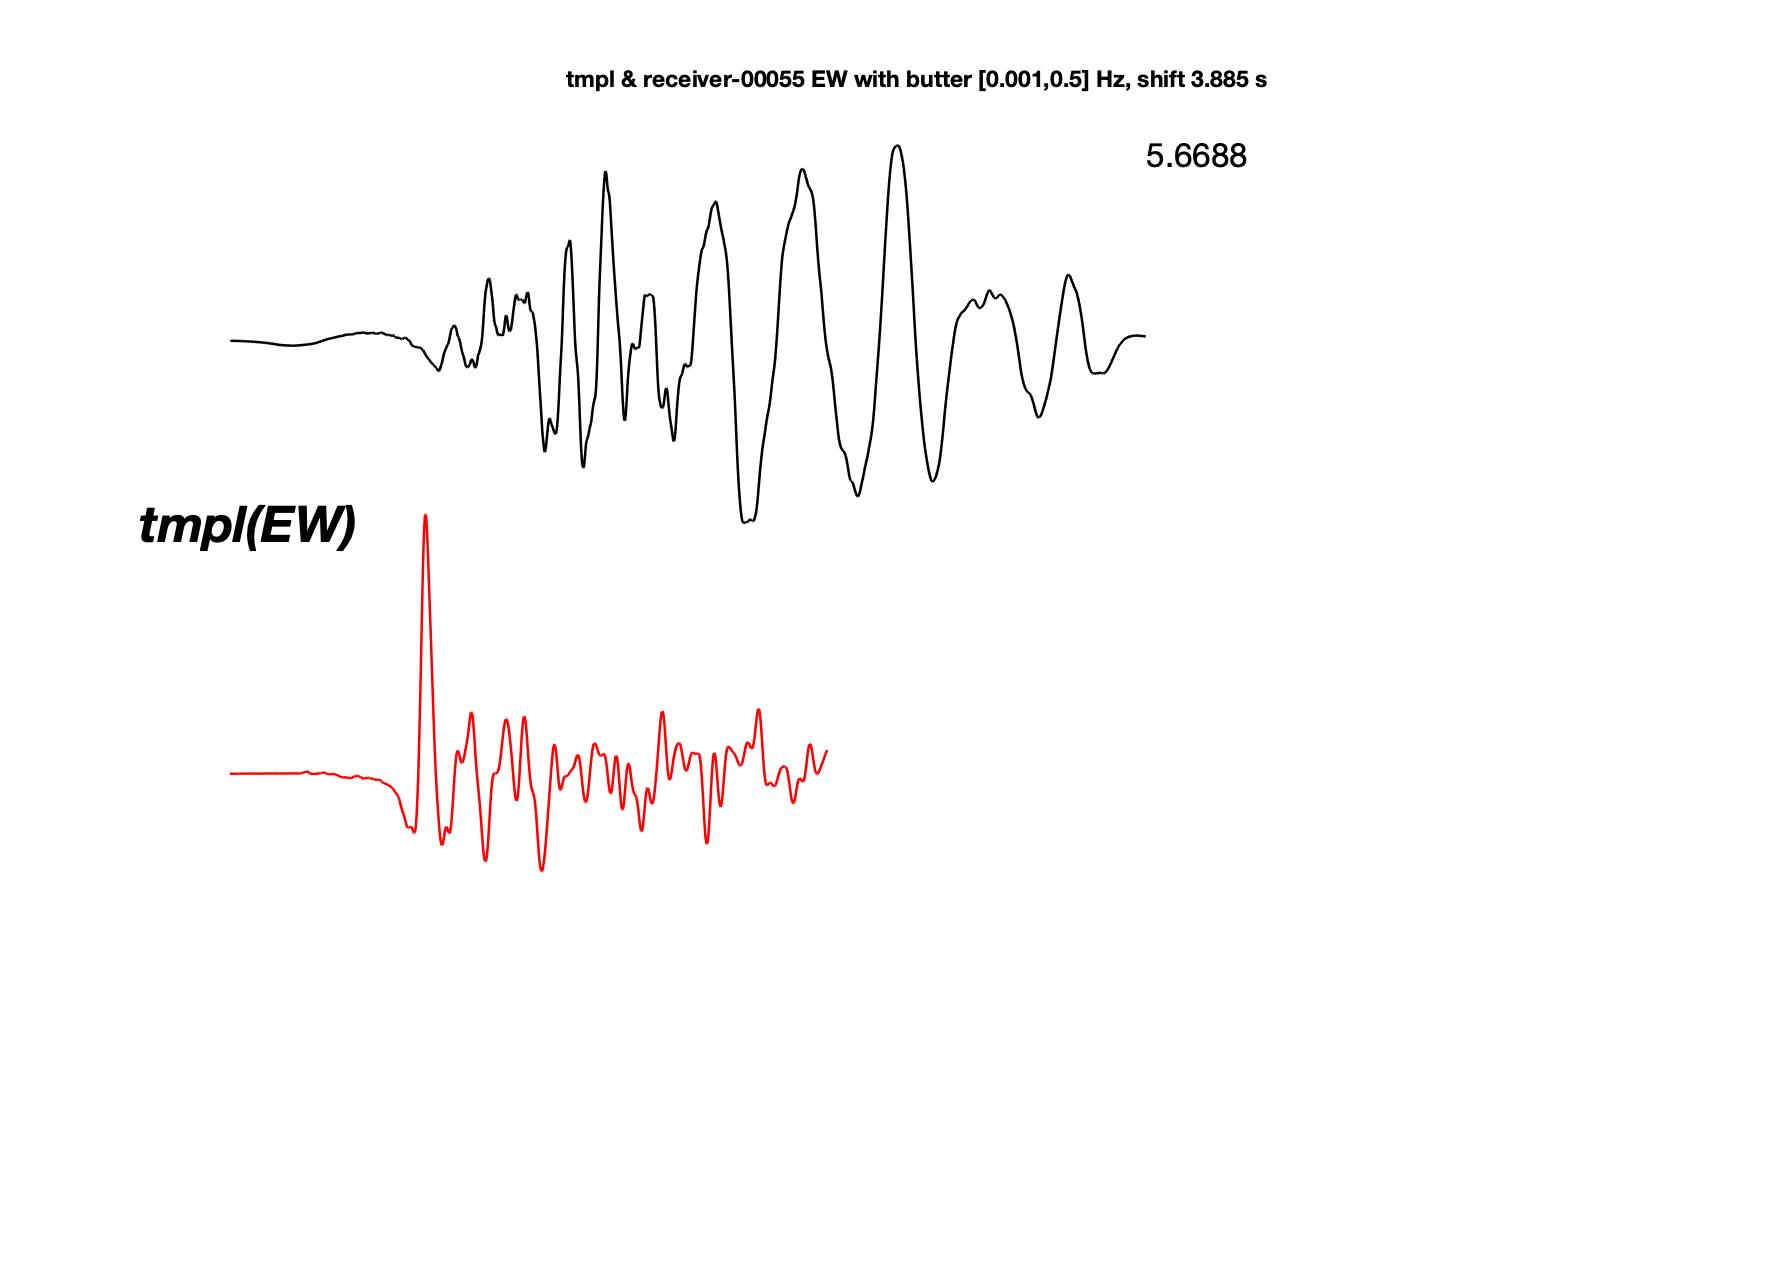 tmpl & receiver-00055 EW with butter [0.001,0.5] Hz, shift 3.885 s
5.6688
tmpl(EW)